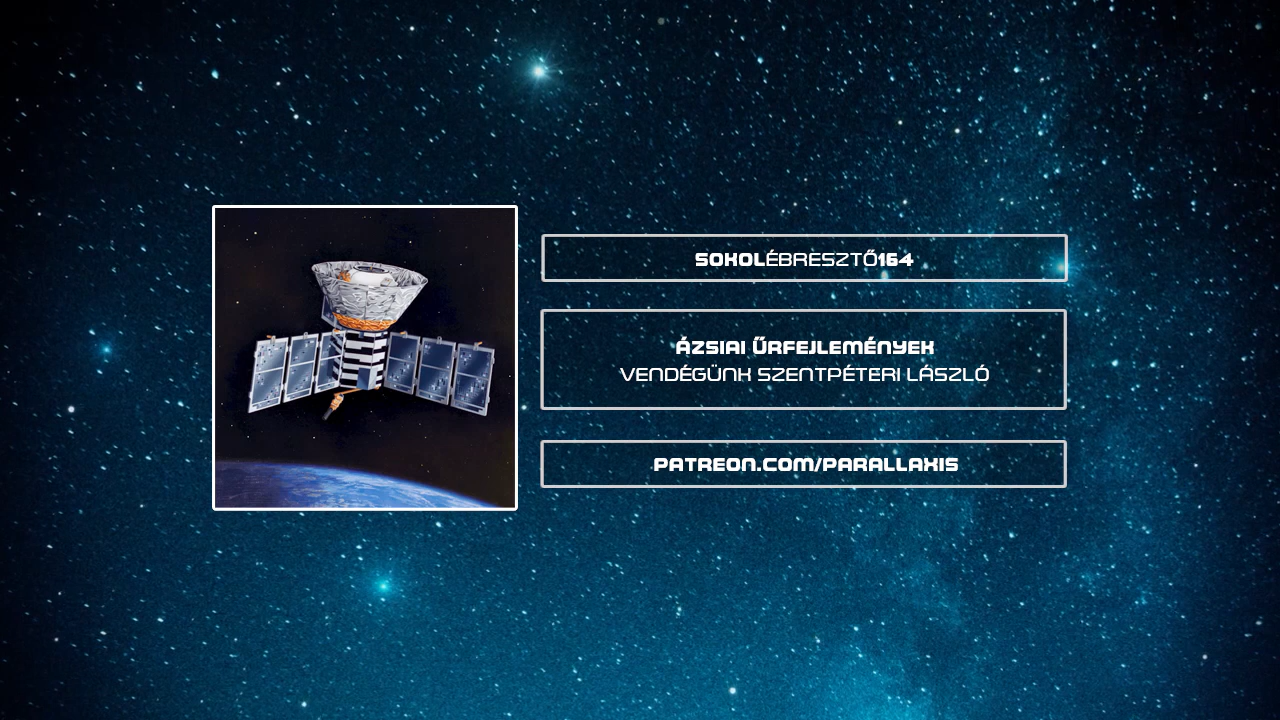 SOKOLÉBRESZTŐ164
ÁZSIAI ŰRFEJLEMÉNYEK
VENDÉGÜNK SZENTPÉTERI LÁSZLÓ
PATREON.COM/PARALLAXIS